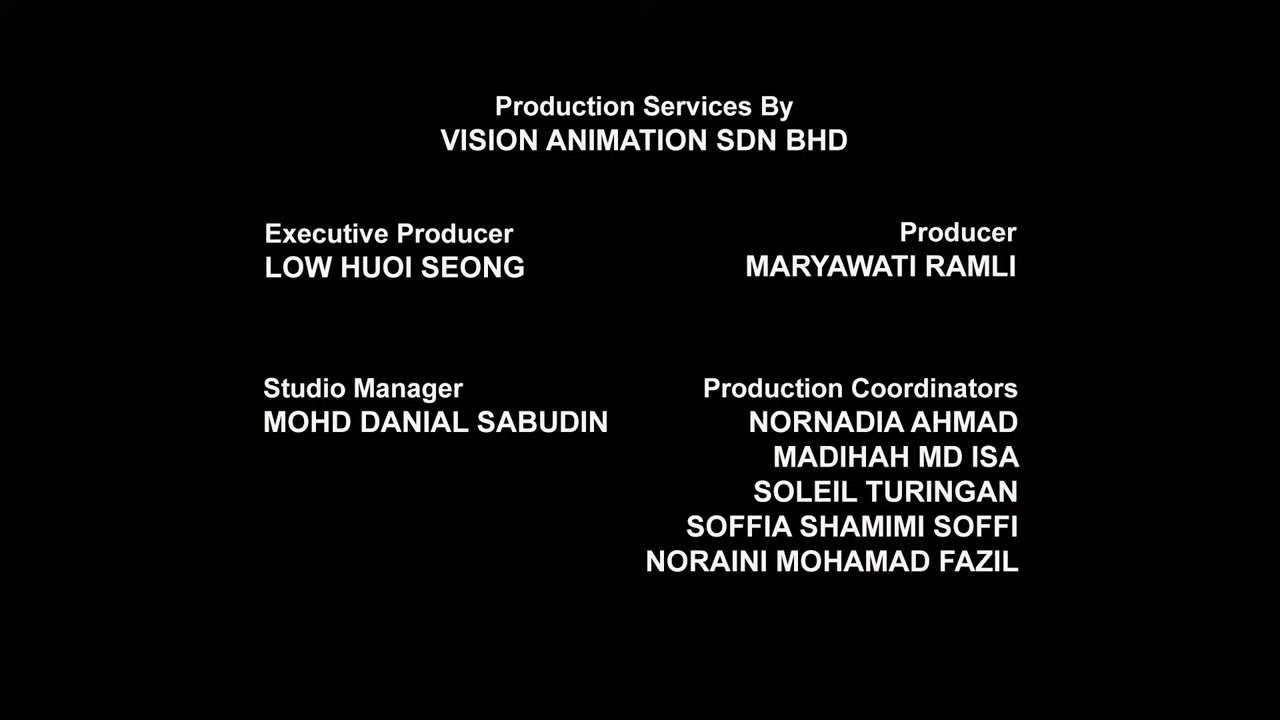 Production Services By
VISION ANIMATION SDN BHD
Executive Producer
LOW HUOI SEONG
Producer
MARYAWATI RAMLI
Studio Manager
MOHD DANIAL SABUDIN
Production Coordinators
NORNADIA AHMAD
MADIHAH MD ISA
SOLEIL TURINGAN
SOFFIA SHAMIMI SOFFI
NORAINI MOHAMAD FAZIL